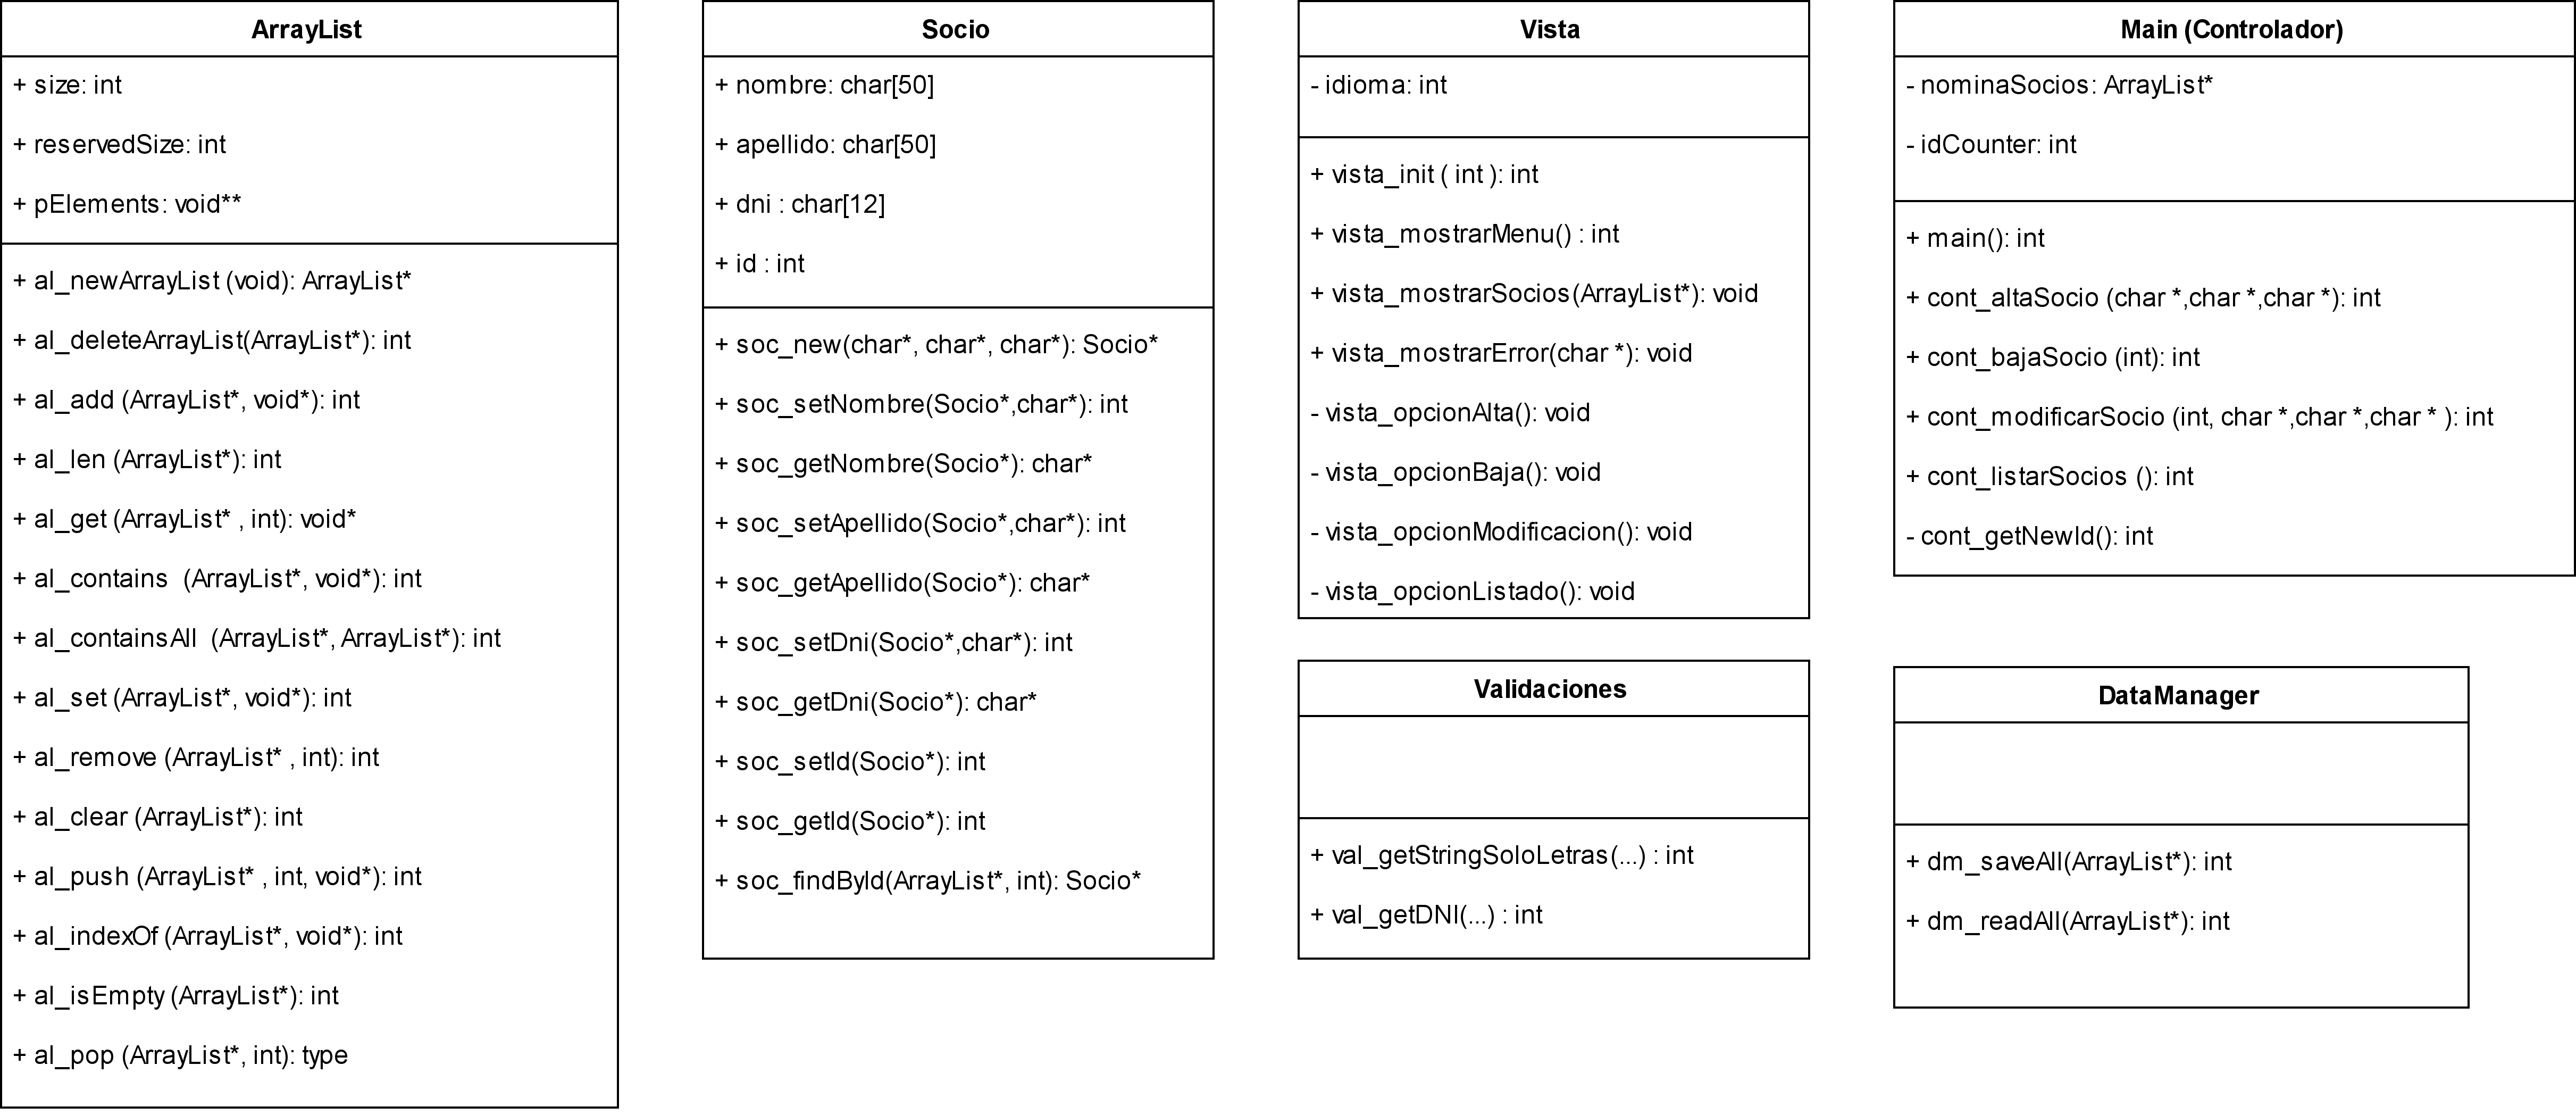 ArrayList
+ size: int
+ reservedSize: int
+ pElements: void**
+ al_newArrayList (void): ArrayList*
+ al_deleteArrayList(ArrayList*): int
+ al_add (ArrayList*, void*): int
+ al_len (ArrayList*): int
+ al_get (ArrayList* , int): void*
+ al_contains (ArrayList*, void*): int
+ al_containsAll (ArrayList*, ArrayList*): int
+ al_set (ArrayList*, void*): int
+ al_remove (ArrayList* , int): int
+ al_clear (ArrayList*): int
+ al_push (ArrayList* , int, void*): int
+ al_indexOf (ArrayList*, void*): int
+ al_isEmpty (ArrayList*): int
+ al_pop (ArrayList*, int): type
Socio
+ nombre: char[50]
+ apellido: char[50]
+ dni : char[12]
+ id : int
+ soc_new(char*, char*, char*): Socio*
+ soc_setNombre(Socio*,char*): int
+ soc_getNombre(Socio*): char*
+ soc_setApellido(Socio*,char*): int
+ soc_getApellido(Socio*): char*
+ soc_setDni(Socio*,char*): int
+ soc_getDni(Socio*): char*
+ soc_setId(Socio*): int
+ soc_getId(Socio*): int
+ soc_findById(ArrayList*, int): Socio*
Vista
- idioma: int
+ vista_init ( int ): int
+ vista_mostrarMenu() : int
+ vista_mostrarSocios(ArrayList*): void
+ vista_mostrarError(char *): void
- vista_opcionAlta(): void
- vista_opcionBaja(): void
- vista_opcionModificacion(): void
- vista_opcionListado(): void
Validaciones
+ val_getStringSoloLetras(...) : int
+ val_getDNI(...) : int
Main (Controlador)
- nominaSocios: ArrayList*
- idCounter: int
+ main(): int
+ cont_altaSocio (char *,char *,char *): int
+ cont_bajaSocio (int): int
+ cont_modificarSocio (int, char *,char *,char * ): int
+ cont_listarSocios (): int
- cont_getNewId(): int
DataManager
+ dm_saveAll(ArrayList*): int
+ dm_readAll(ArrayList*): int